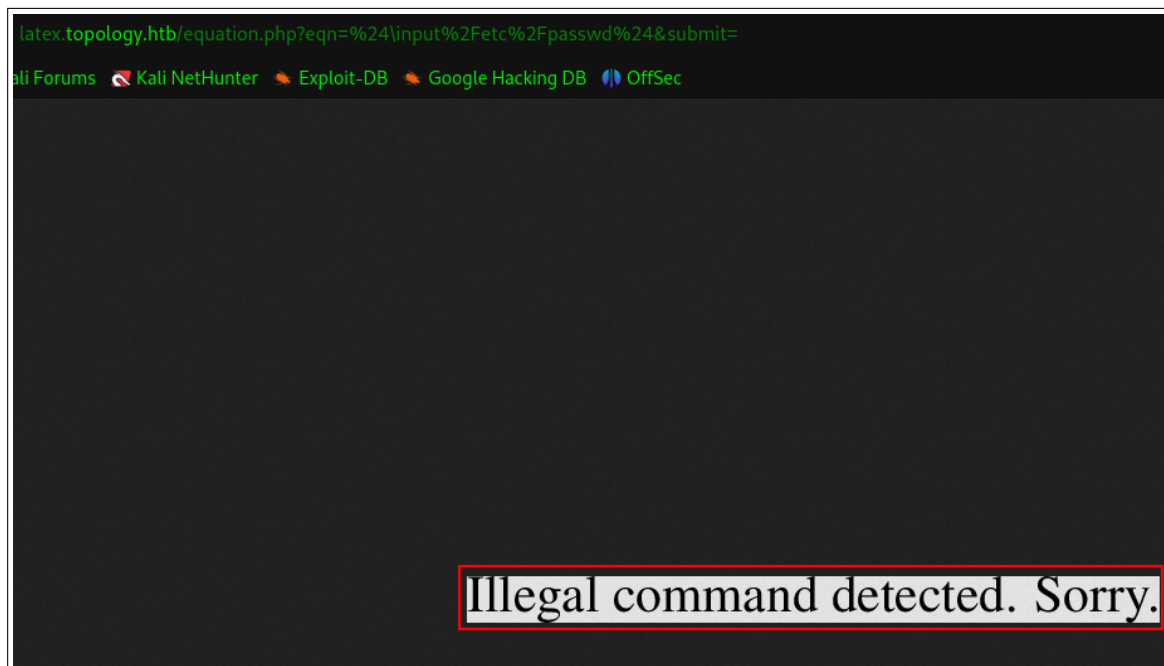 latex.topology.htb/equation.php?eqn=%24\input%2Fetc%2Fpasswd%24&submit=
ali Forums Kali NetHunter Exploit-DB Google Hacking DB OffSec
Illegal command detected. Sorry.